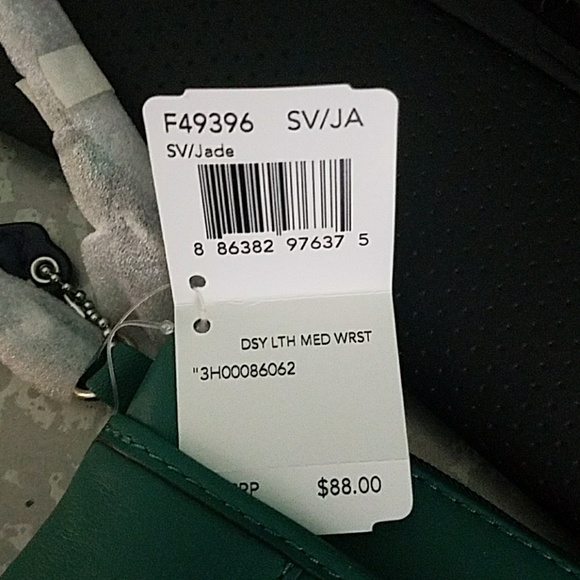 F49396 SV/JA
SV/Jade
8 86382 97637 5
DSY LTH MED WRST
"3H00086062
$88.00